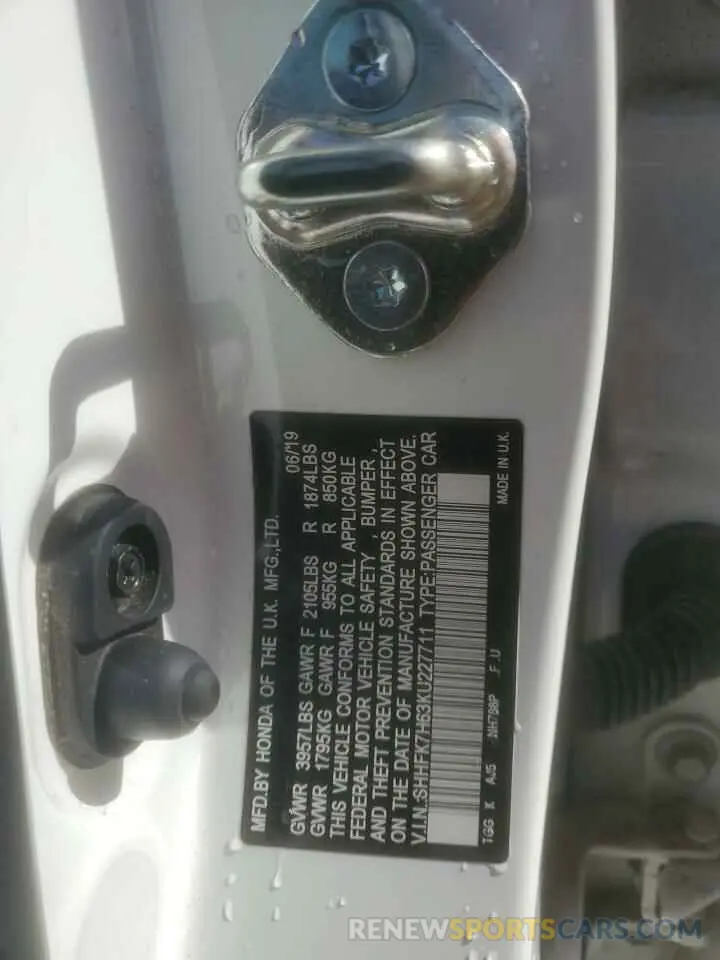 MFD.BY HONDA OF THE U.K. MFG.,LTD. 06/19
GVWR 3957LBS GAWR F 2105LBS R 1874LBS
GVWR 1795KG GAWR F 955KG R 850KG
THIS VEHICLE CONFORMS TO ALL APPLICABLE
FEDERAL MOTOR VEHICLE SAFETY , BUMPER ,
AND THEFT PREVENTION STANDARDS IN EFFECT
ON THE DATE OF MANUFACTURE SHOWN ABOVE.
V.I.N.:SHHFK7H63KU227711 TYPE:PASSENGER CAR
TGG X AJ5 NH788P F U MADE IN U.K.
RENEWSPORTSCARS.COM